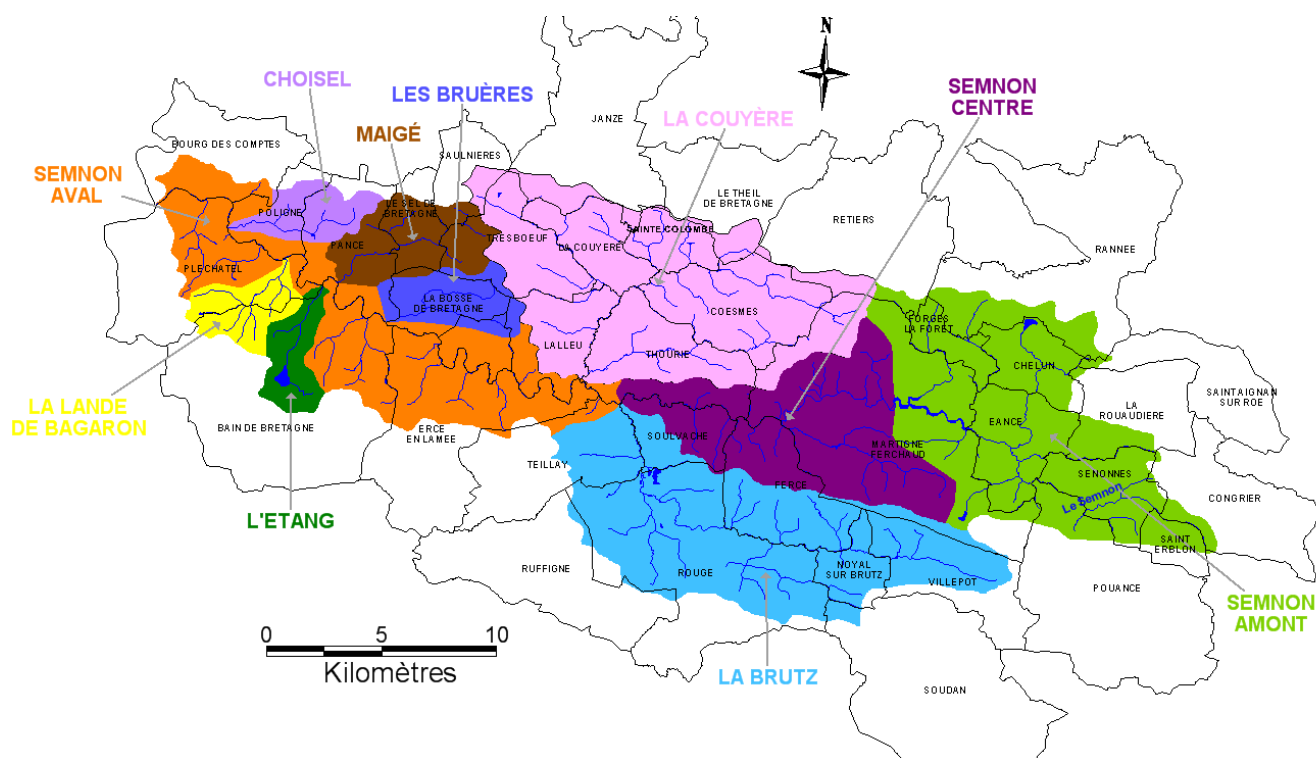 N
CHOISEL
SEMNON
CENTRE
LES BRUÈRES
LA COUYÈRE
JANZE
MAIGÉ
BOURG DES COMPTES
SAULNIERES
SEMNON
AVAL
LE THEIL
DE BRETAGNE
LE SEL DE
BRETAGNE
RETIERS
POLIGNE
SAINTE COLOMBE
TRESBOEUF
LA COUYERE
PANCE
RANNEE
PLECHATEL
LA BOSSE
DE BRETAGNE
COESMES
FORGES
LA FORET
LALLEU
THOURIE
CHELUN
SAINT AIGNAN
SUR ROE
LA
ROUAUDIERE
LA LANDE
DE BAGARON
BAIN DE BRETAGNE
ERCE
EN LAMEE
SOULVACHE
MARTIGNE
FERCHAUD
EANCE
TEILLAY
SENONNES
FERCE
CONGRIER
Le Semnon
L'ETANG
SAINT
ERBLON
RUFFIGNE
ROUGE
NOYAL
SUR BRUTZ
VILLEPOT
POUANCE
SEMNON
AMONT
0 5 10
Kilomètres
LA BRUTZ
SOUDAN